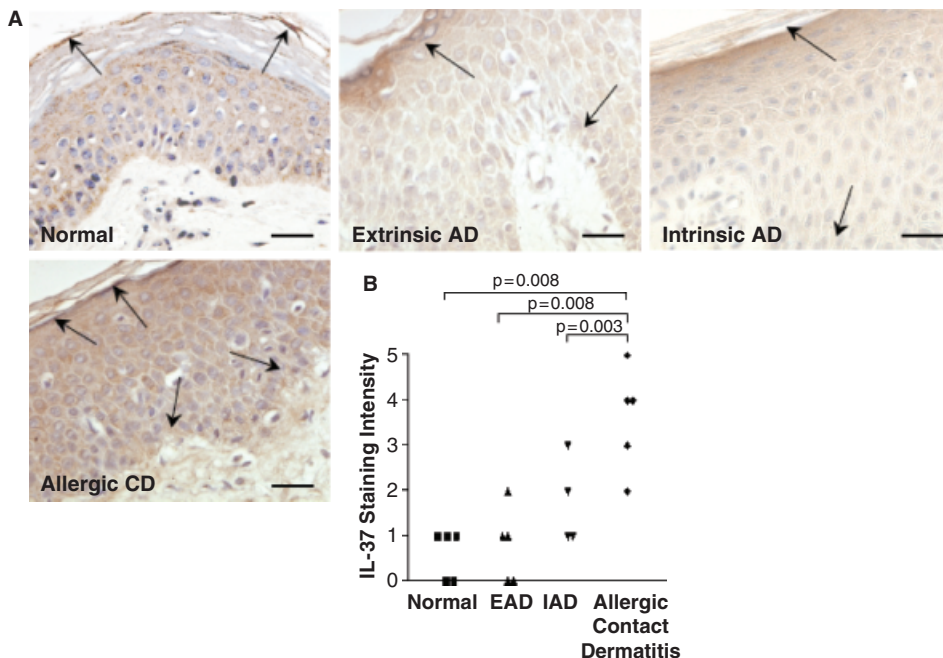 A
Normal
Extrinsic AD
Intrinsic AD
Allergic CD
B
p=0.008
p=0.008
p=0.003
IL-37 Staining Intensity
5
4
3
2
1
0
Normal EAD IAD Allergic
Contact
Dermatitis